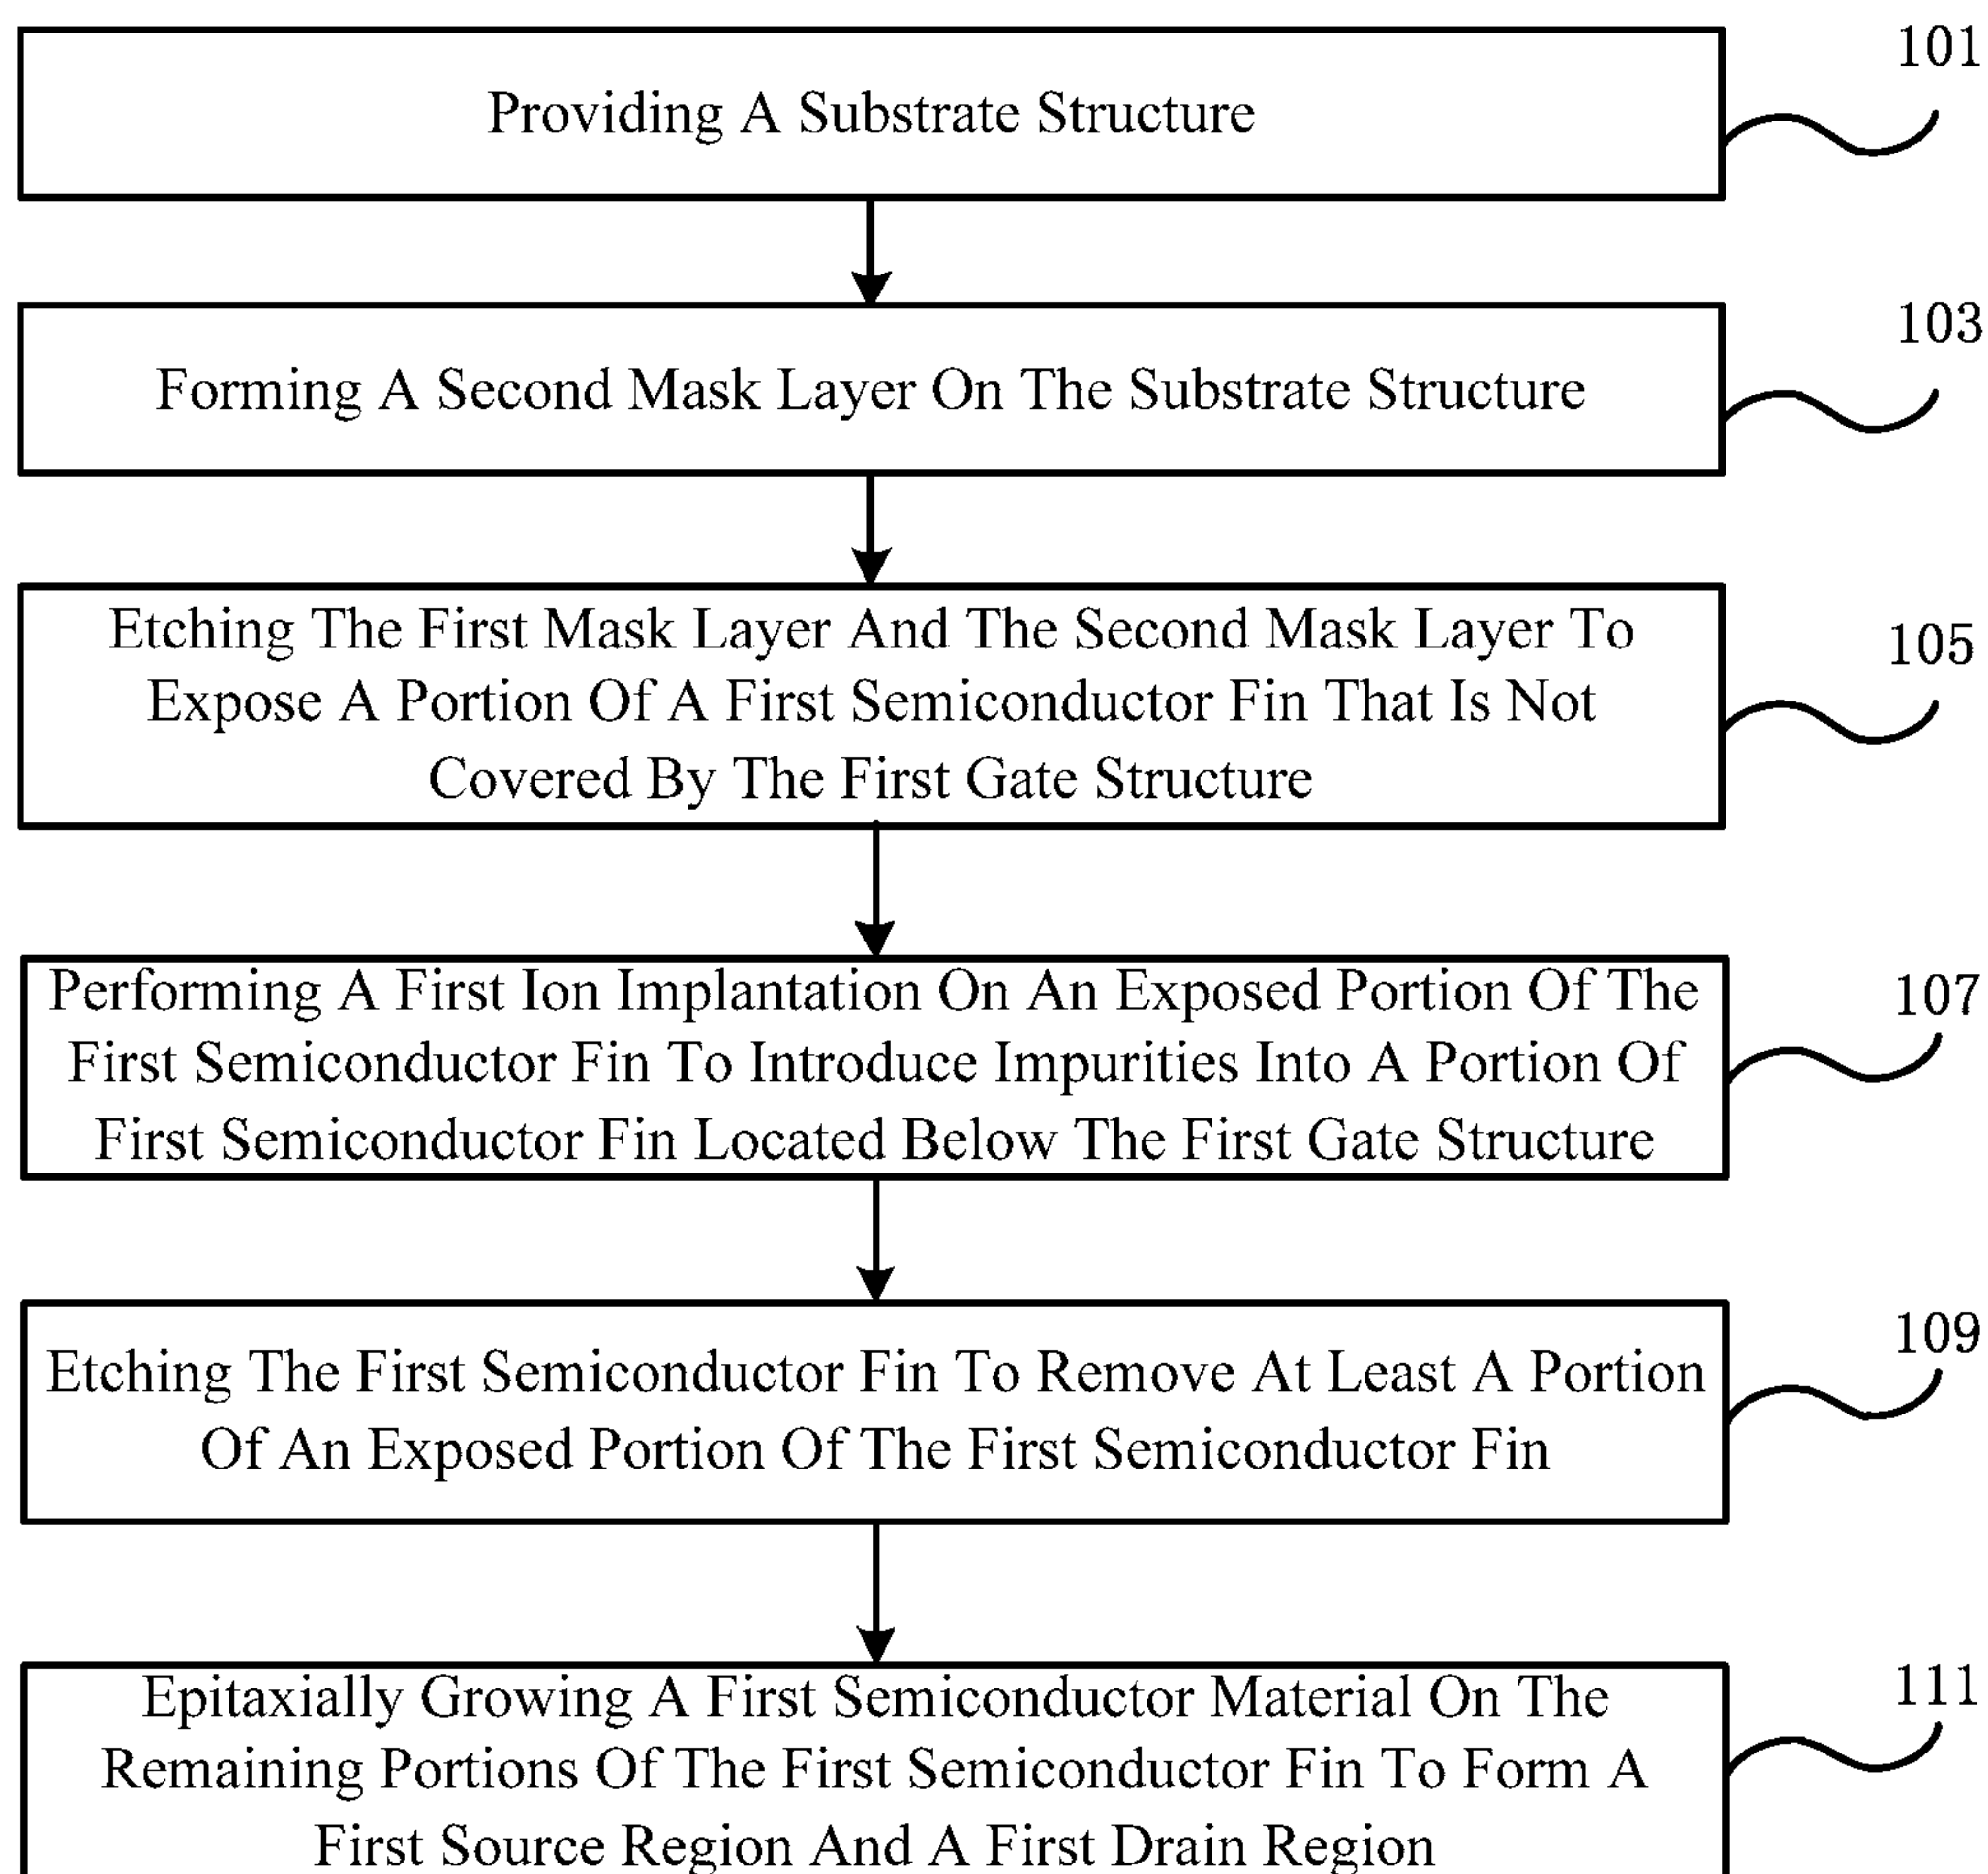 101
Providing A Substrate Structure
103
Forming A Second Mask Layer On The Substrate Structure
105
Etching The First Mask Layer And The Second Mask Layer To
Expose A Portion Of A First Semiconductor Fin That Is Not
Covered By The First Gate Structure
107
Performing A First Ion Implantation On An Exposed Portion Of The
First Semiconductor Fin To Introduce Impurities Into A Portion Of
First Semiconductor Fin Located Below The First Gate Structure
109
Etching The First Semiconductor Fin To Remove At Least A Portion
Of An Exposed Portion Of The First Semiconductor Fin
111
Epitaxially Growing A First Semiconductor Material On The
Remaining Portions Of The First Semiconductor Fin To Form A
First Source Region And A First Drain Region